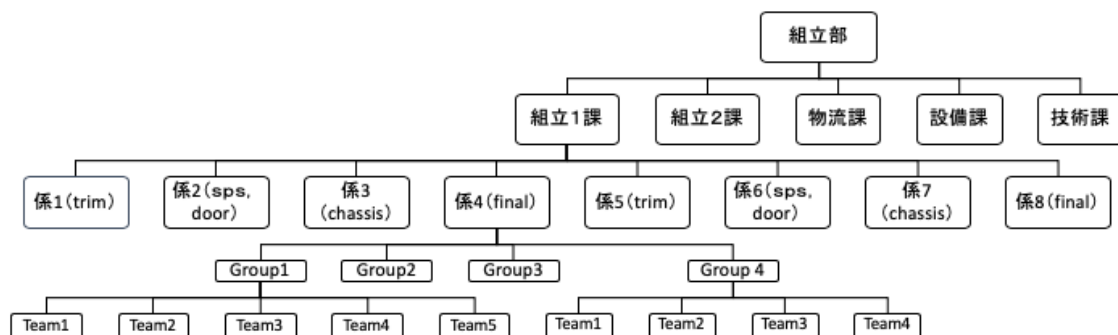 組立部
組立1課
組立2課
物流課
設備課
技術課
係1(trim)
係2(sps,
door)
係3
(chassis)
係4(final)
係5(trim)
係6(sps,
door)
係7
(chassis)
係8(final)
Group1
Group2
Group3
Group 4
Team1
Team2
Team3
Team4
Team5
Team1
Team2
Team3
Team4